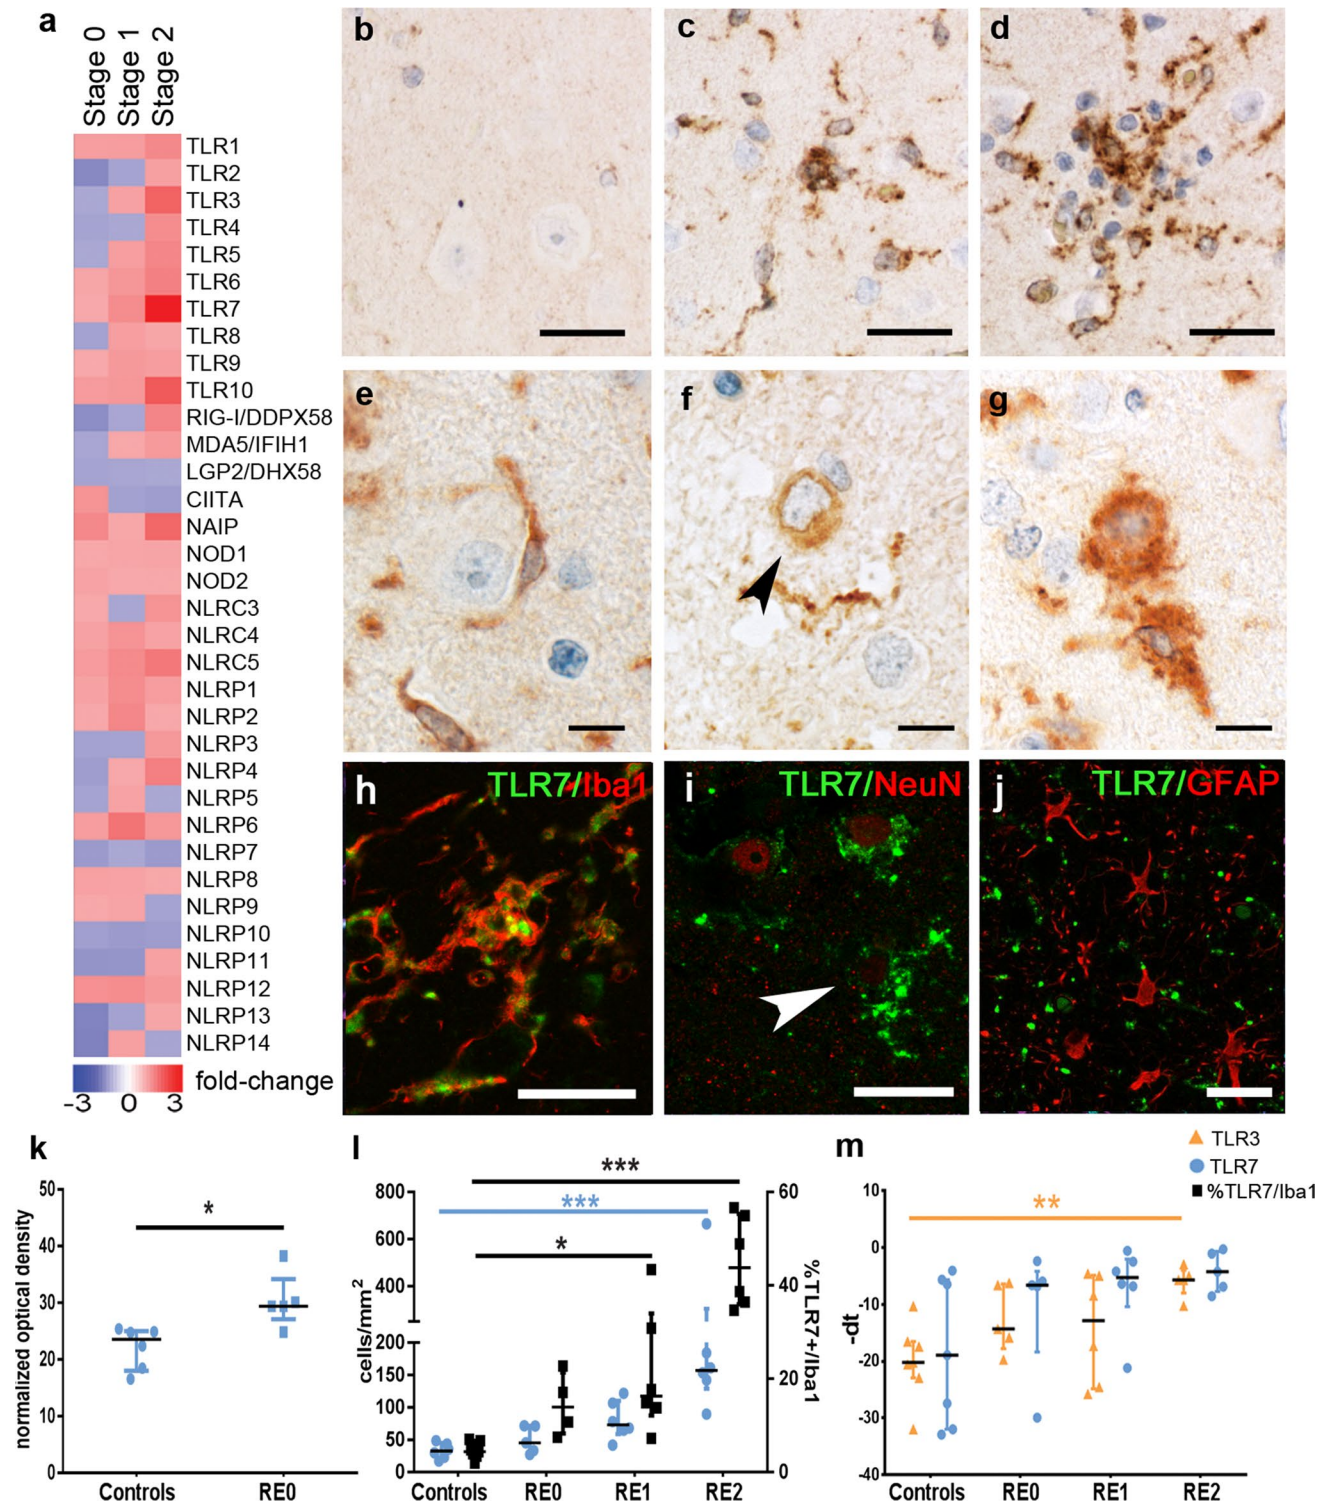 a
Stage 0
Stage 1
Stage 2
TLR1
TLR2
TLR3
TLR4
TLR5
TLR6
TLR7
TLR8
TLR9
TLR10
RIG-I/DDPX58
MDA5/IFIH1
LGP2/DHX58
CIITA
NAIP
NOD1
NOD2
NLRC3
NLRC4
NLRC5
NLRP1
NLRP2
NLRP3
NLRP4
NLRP5
NLRP6
NLRP7
NLRP8
NLRP9
NLRP10
NLRP11
NLRP12
NLRP13
NLRP14
fold-change
-3 0 3
b
c
d
e
f
g
h
TLR7/Iba1
i
TLR7/NeuN
j
TLR7/GFAP
k
normalized optical density
50
40
30
20
10
0
*
Controls RE0
l
cells/mm²
800
600
400
200
150
100
50
0
***
***
*
60
40
20
0
%TLR7+/Iba1
Controls RE0 RE1 RE2
m
TLR3
TLR7
%TLR7/Iba1
-dt
10
0
-10
-20
-30
-40
**
Controls RE0 RE1 RE2